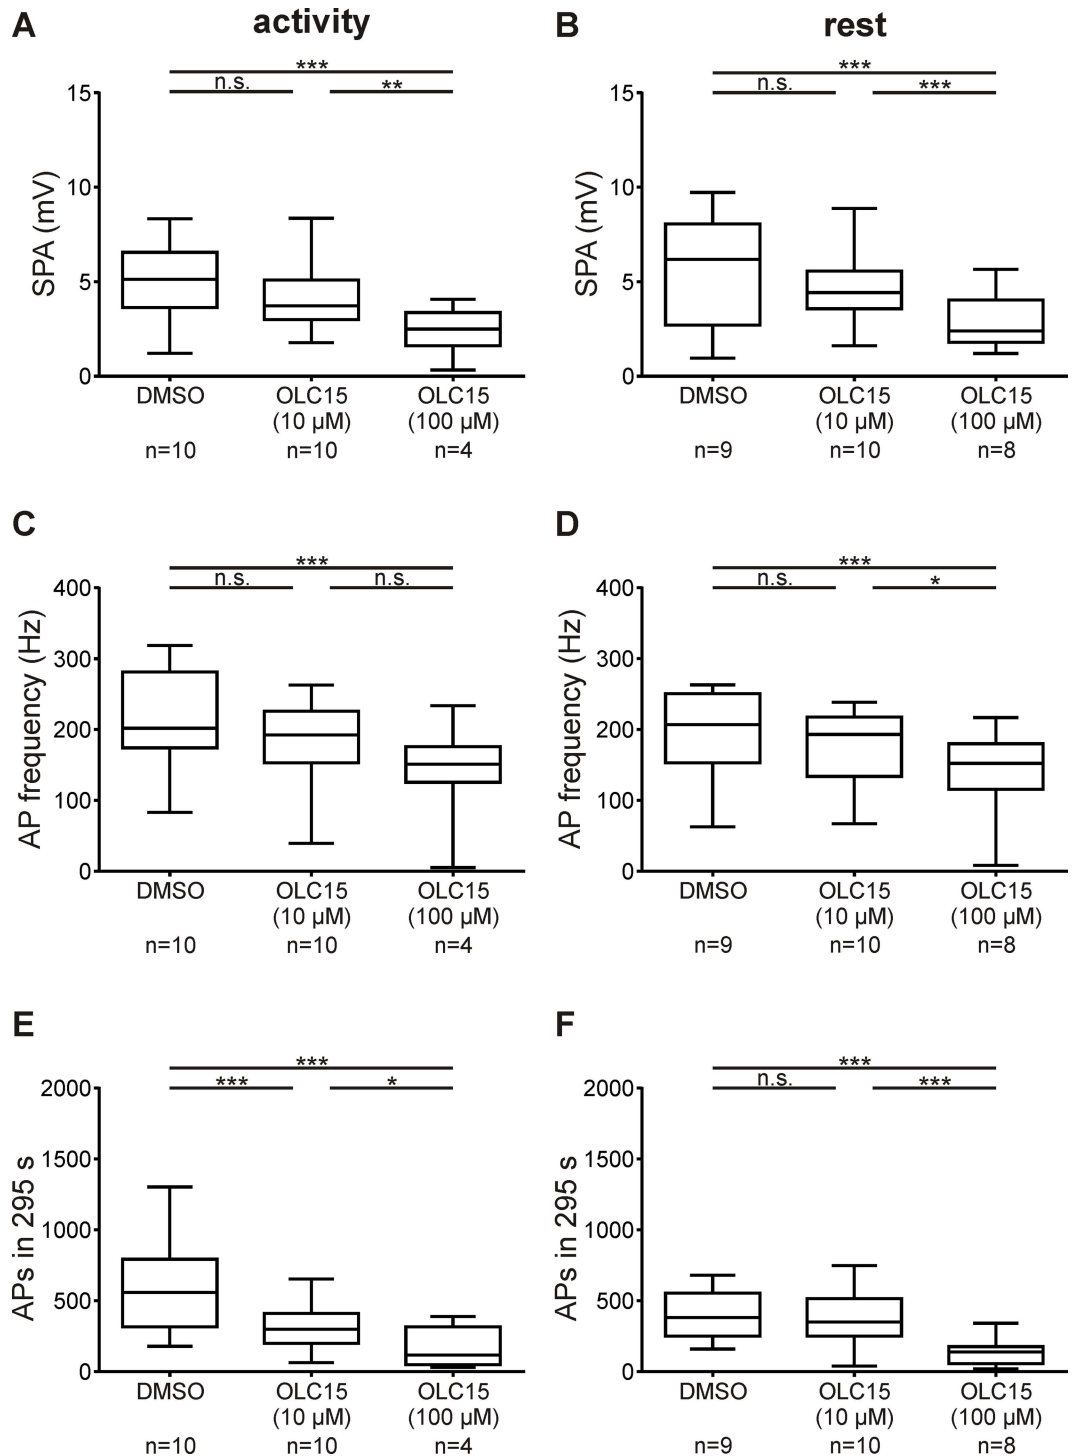 A
activity
B
rest
***
n.s.
**
15
10
5
0
SPA (mV)
DMSO
OLC15
(10 µM)
OLC15
(100 µM)
n=10
n=10
n=4
***
n.s.
***
15
10
5
0
SPA (mV)
DMSO
OLC15
(10 µM)
OLC15
(100 µM)
n=9
n=10
n=8
C
***
n.s.
n.s.
400
300
200
100
0
AP frequency (Hz)
DMSO
OLC15
(10 µM)
OLC15
(100 µM)
n=10
n=10
n=4
D
***
n.s.
*
400
300
200
100
0
AP frequency (Hz)
DMSO
OLC15
(10 µM)
OLC15
(100 µM)
n=9
n=10
n=8
E
***
***
*
2000
1500
1000
500
0
APs in 295 s
DMSO
OLC15
(10 µM)
OLC15
(100 µM)
n=10
n=10
n=4
F
***
n.s.
***
2000
1500
1000
500
0
APs in 295 s
DMSO
OLC15
(10 µM)
OLC15
(100 µM)
n=9
n=10
n=8